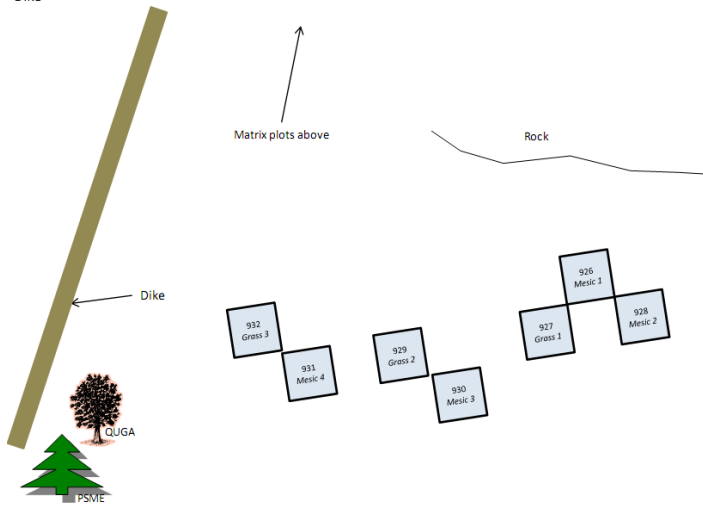 Matrix plots above
Rock
926
Mesic 1
Dike
932
Grass 3
927
Grass 1
928
Mesic 2
929
Grass 2
931
Mesic 4
930
Mesic 3
QUGA
PSME